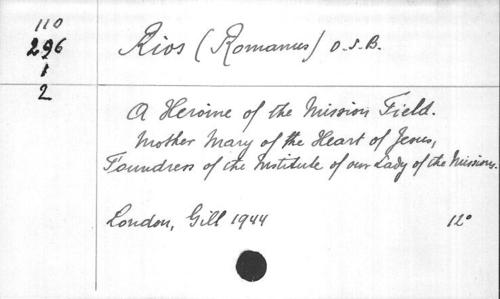 110
296
1
2
Rios (Romanus) O.S.B.
A Heroine of the Mission Field.
Mother Mary of the Heart of Jesus,
Foundress of the Institute of our Lady of the Missions.
London, Gill 1944 12°